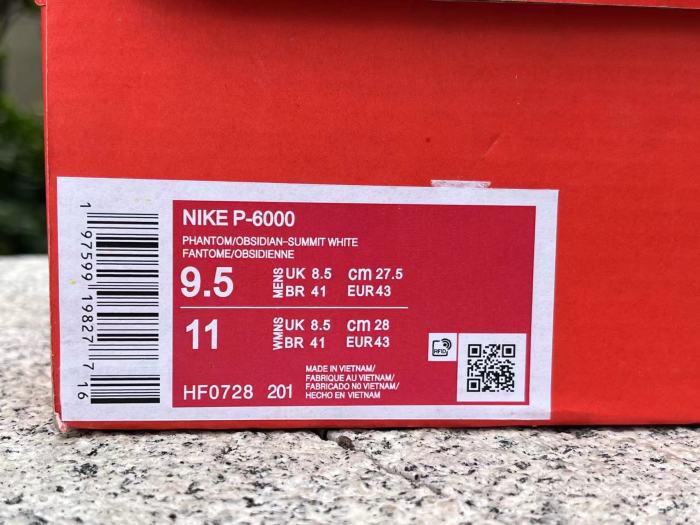 NIKE P-6000
PHANTOM/OBSIDIAN-SUMMIT WHITE
FANTOME/OBSIDIENNE
9.5 MENS UK 8.5 cm 27.5
BR 41 EUR 43
11 WMNS UK 8.5 cm 28
BR 41 EUR 43
MADE IN VIETNAM/
FABRIQUE AU VIETNAM/
FABRICADO NO VIETNAM/
HECHO EN VIETNAM
HF0728 201
RFID
1 97599 19827 7 16